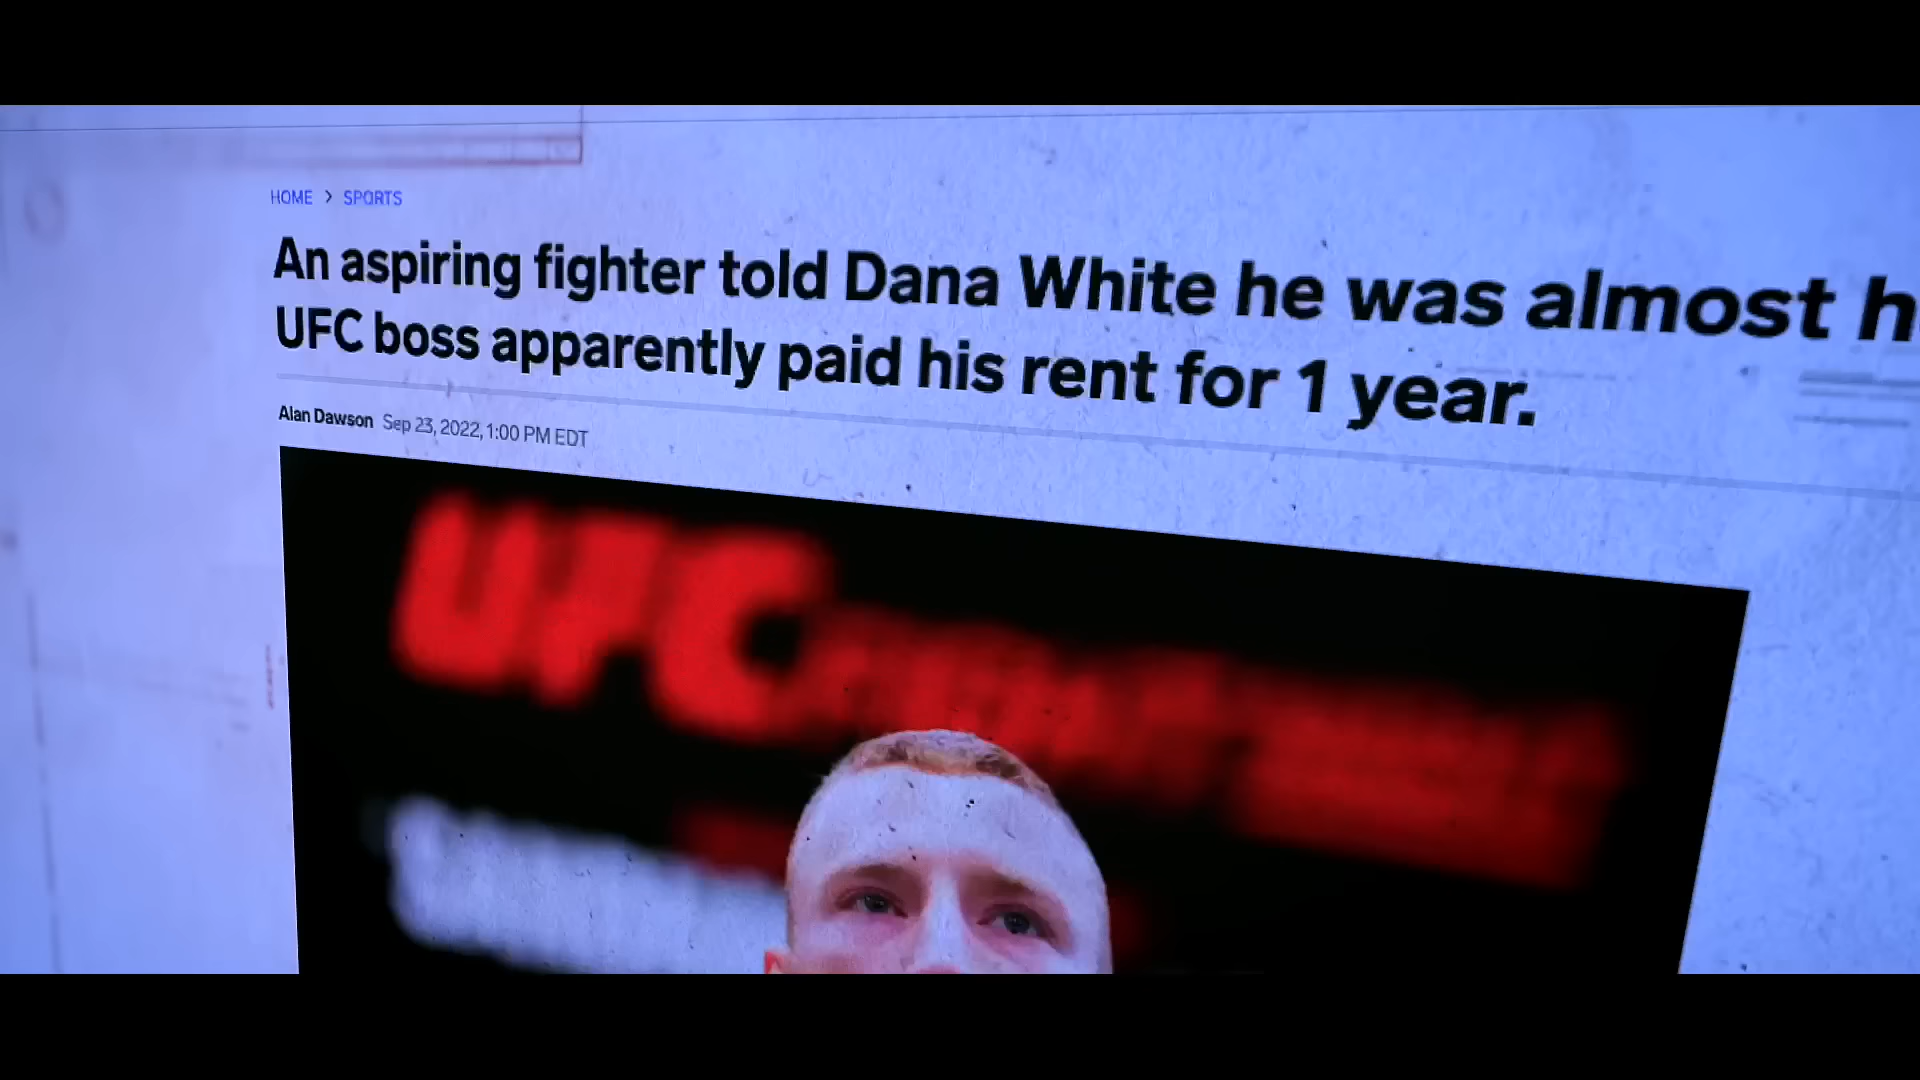 HOME > SPORTS
An aspiring fighter told Dana White he was almost
UFC boss apparently paid his rent for 1 year.
Alan Dawson Sep 23, 2022, 1:00 PM EDT
UFC